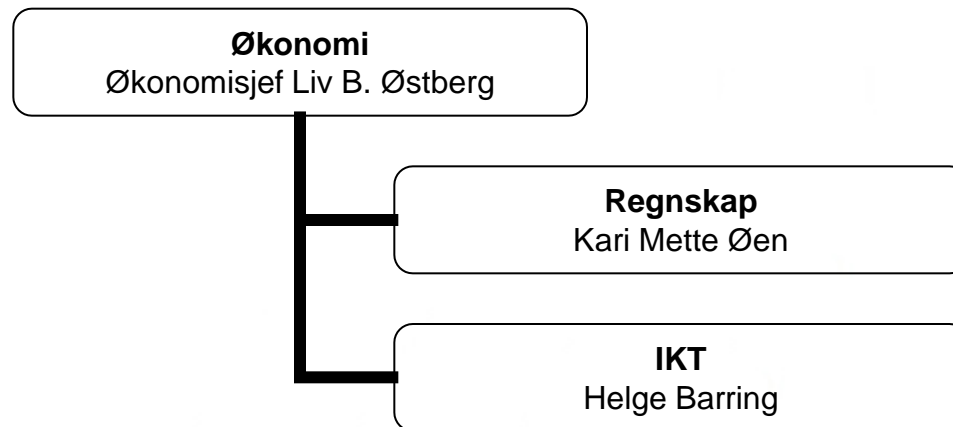 Økonomi
Økonomisjef Liv B. Østberg
Regnskap
Kari Mette Øen
IKT
Helge Barring